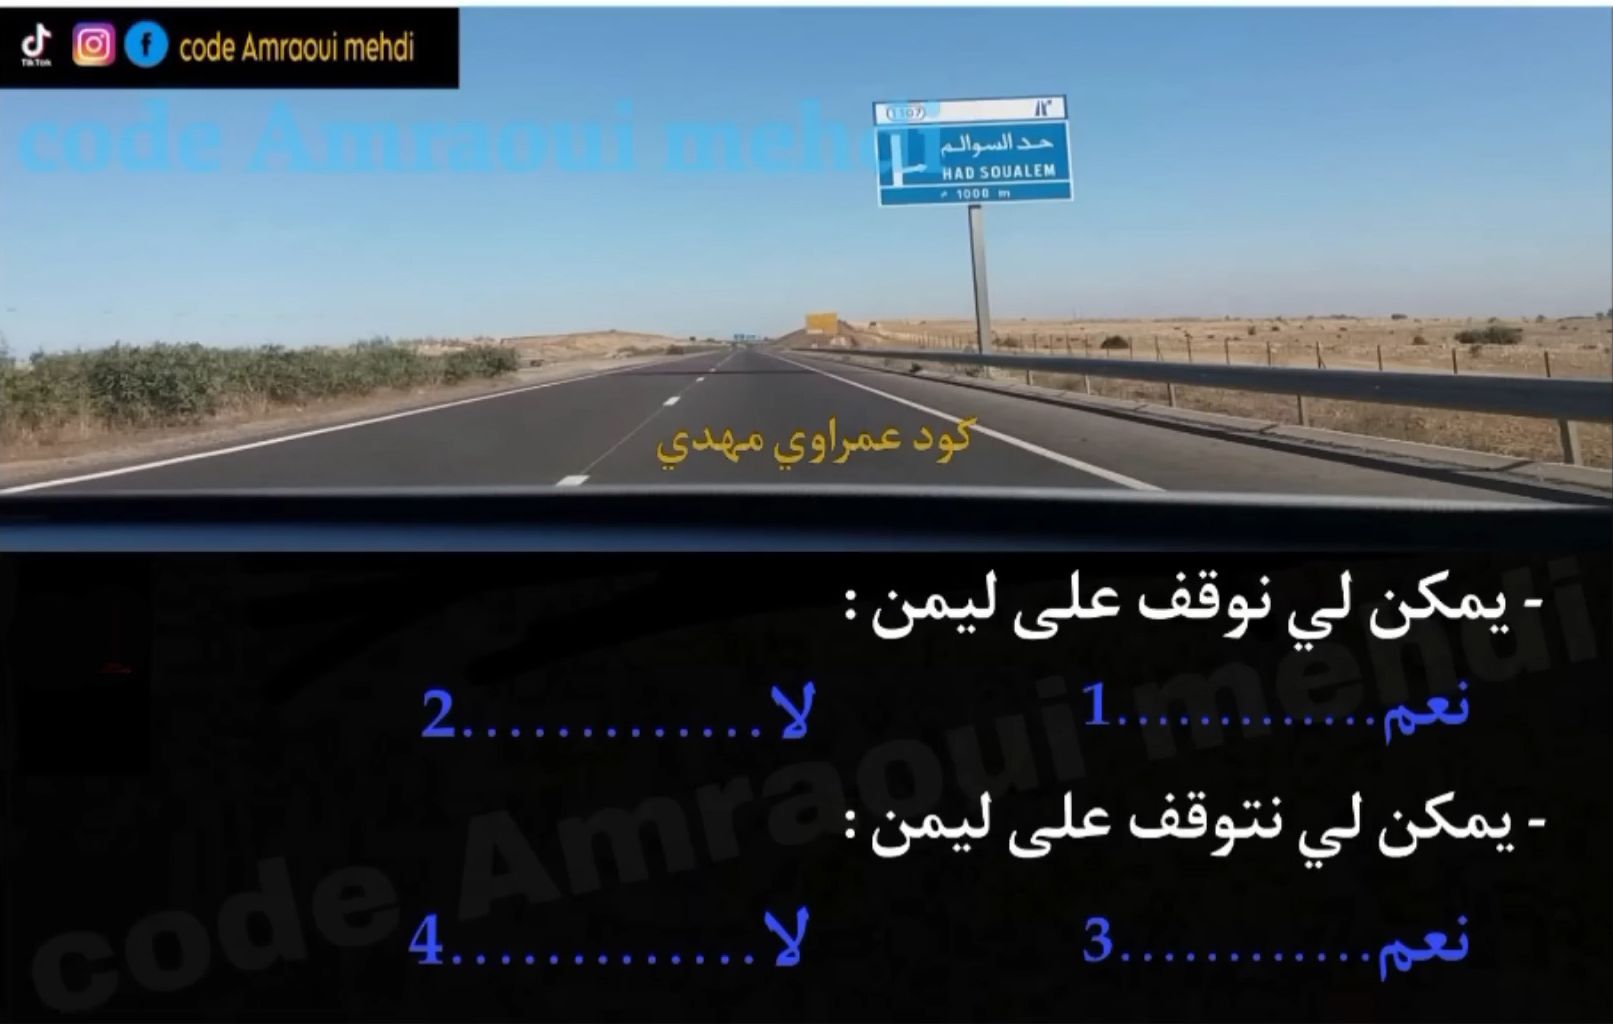 TikTok
code Amraoui mehdi
code Amraoui mehdi
حد السوالم
HAD SOUALEM
1000 m م
كود عمراوي مهدي
- يمكن لي نوقف على ليمن :
نعم.............1 لا.............2
- يمكن لي نتوقف على ليمن :
نعم............3 لا.............4
code Amraoui mehdi